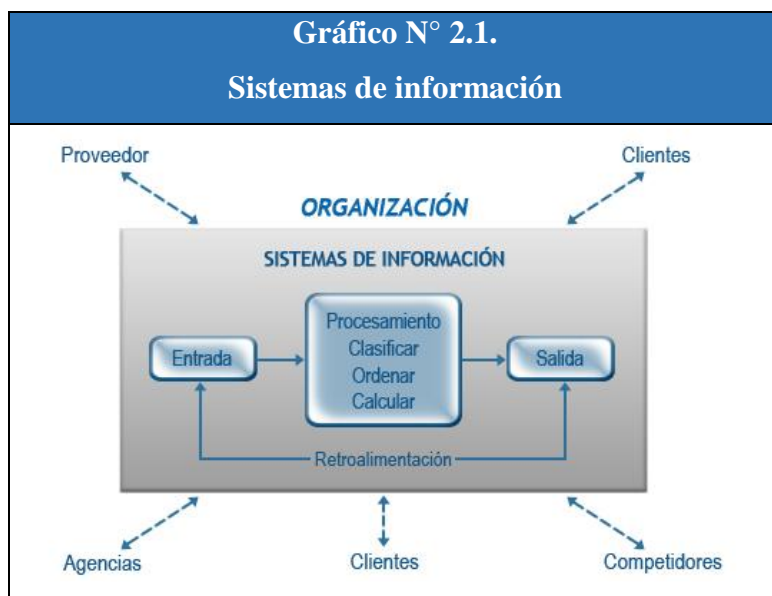 Gráfico N° 2.1.
Sistemas de información
Proveedor
Clientes
ORGANIZACIÓN
SISTEMAS DE INFORMACIÓN
Entrada
Procesamiento
Clasificar
Ordenar
Calcular
Salida
Retroalimentación
Agencias
Clientes
Competidores